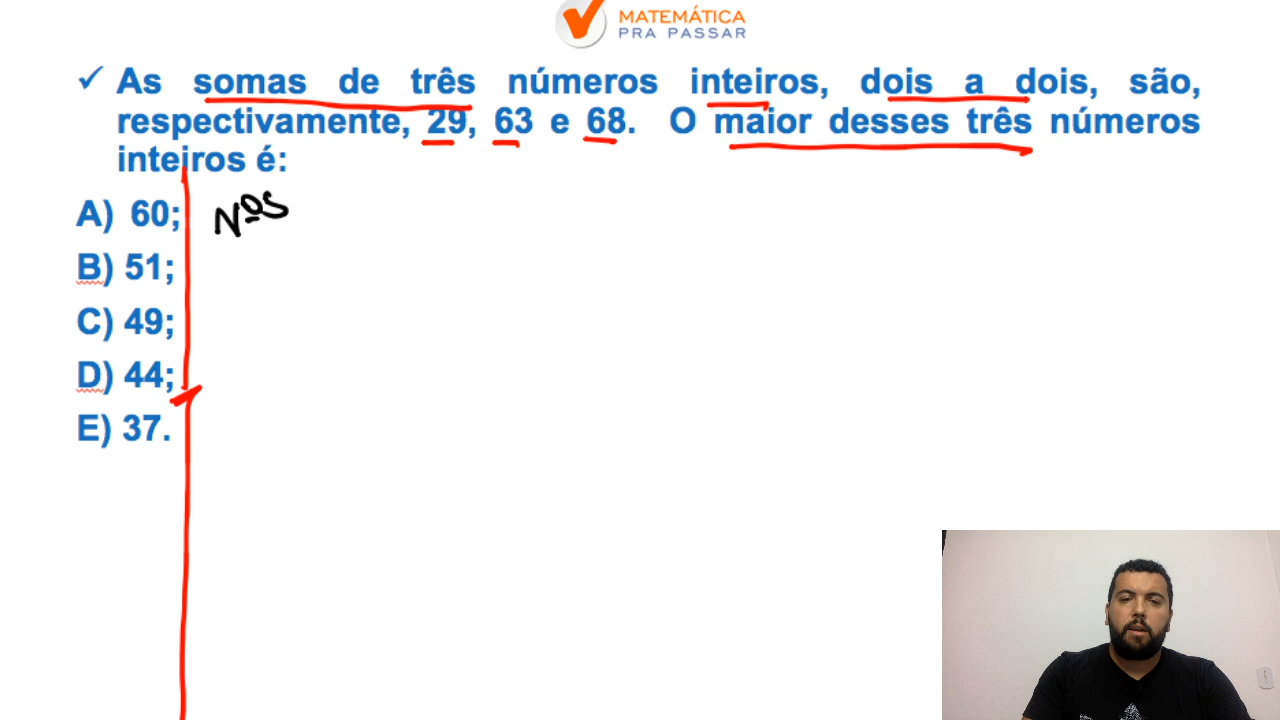 MATEMÁTICA
PRA PASSAR
✓ As somas de três números inteiros, dois a dois, são,
respectivamente, 29, 63 e 68. O maior desses três números
inteiros é:
A) 60;
Nºs
B) 51;
C) 49;
D) 44;
E) 37.